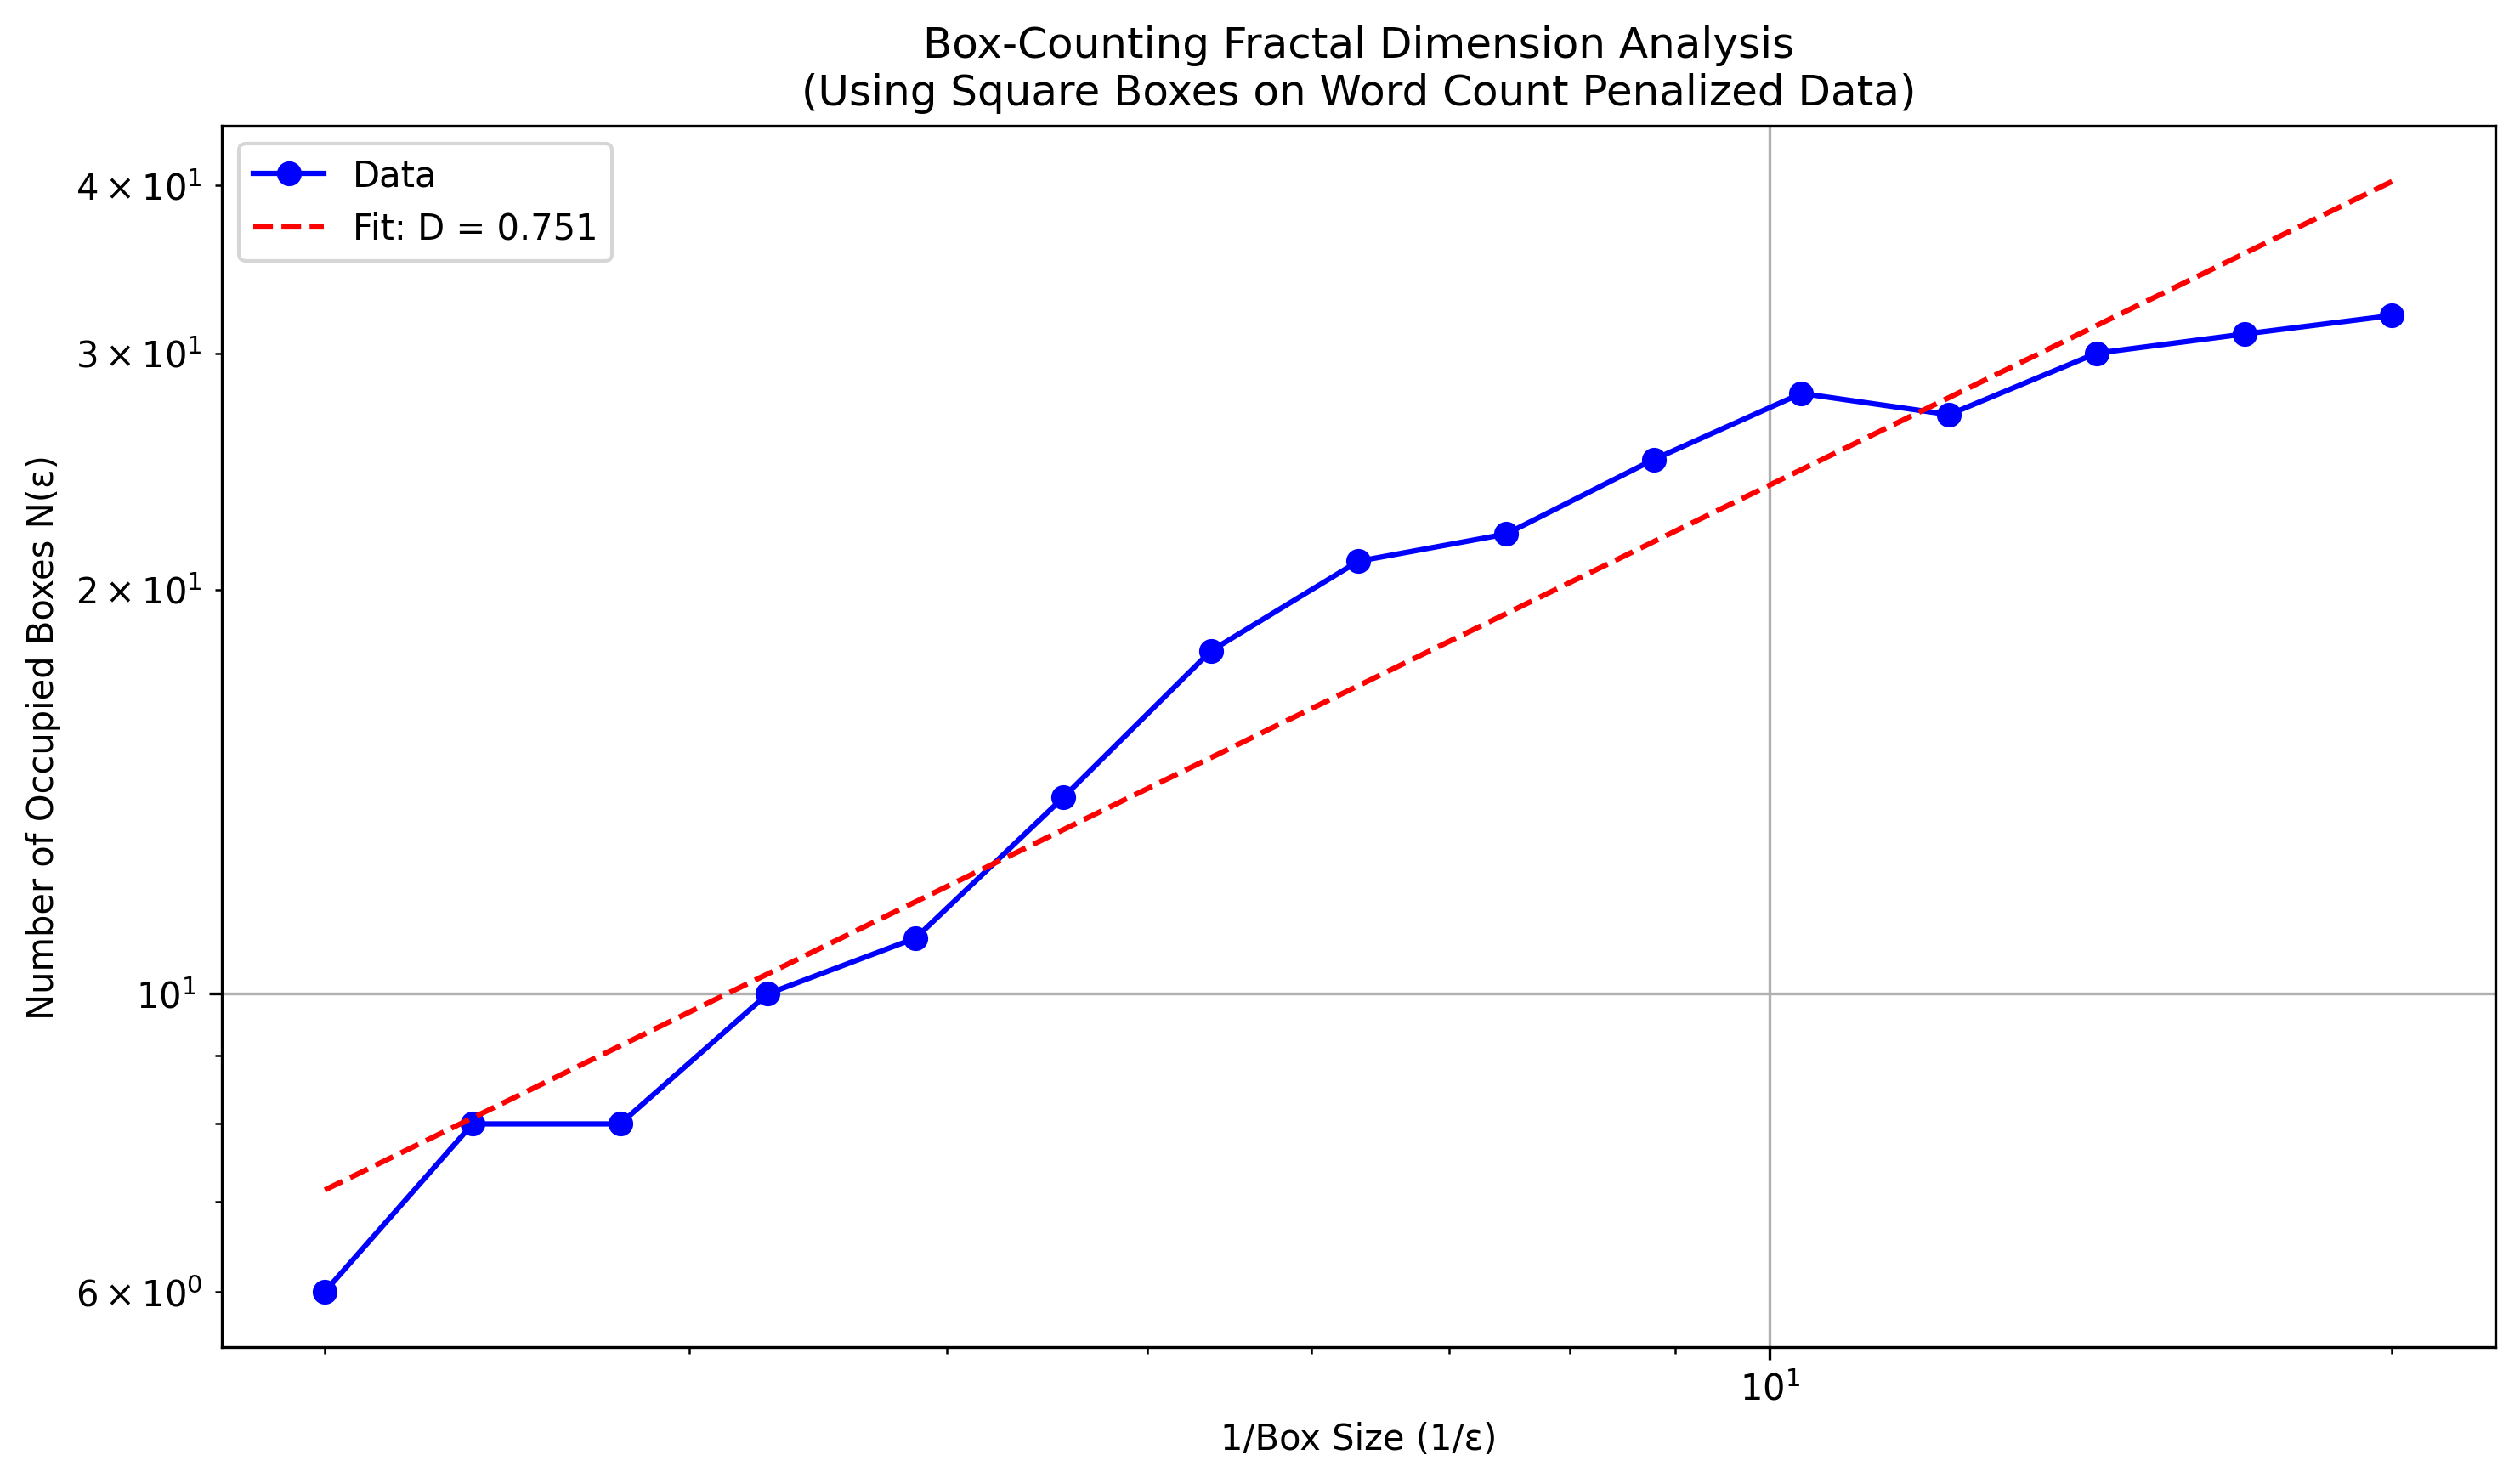 Box-Counting Fractal Dimension Analysis
(Using Square Boxes on Word Count Penalized Data)
Data
Fit: D = 0.751
4 × 10¹
3 × 10¹
2 × 10¹
10¹
6 × 10⁰
Number of Occupied Boxes N(ε)
10¹
1/Box Size (1/ε)